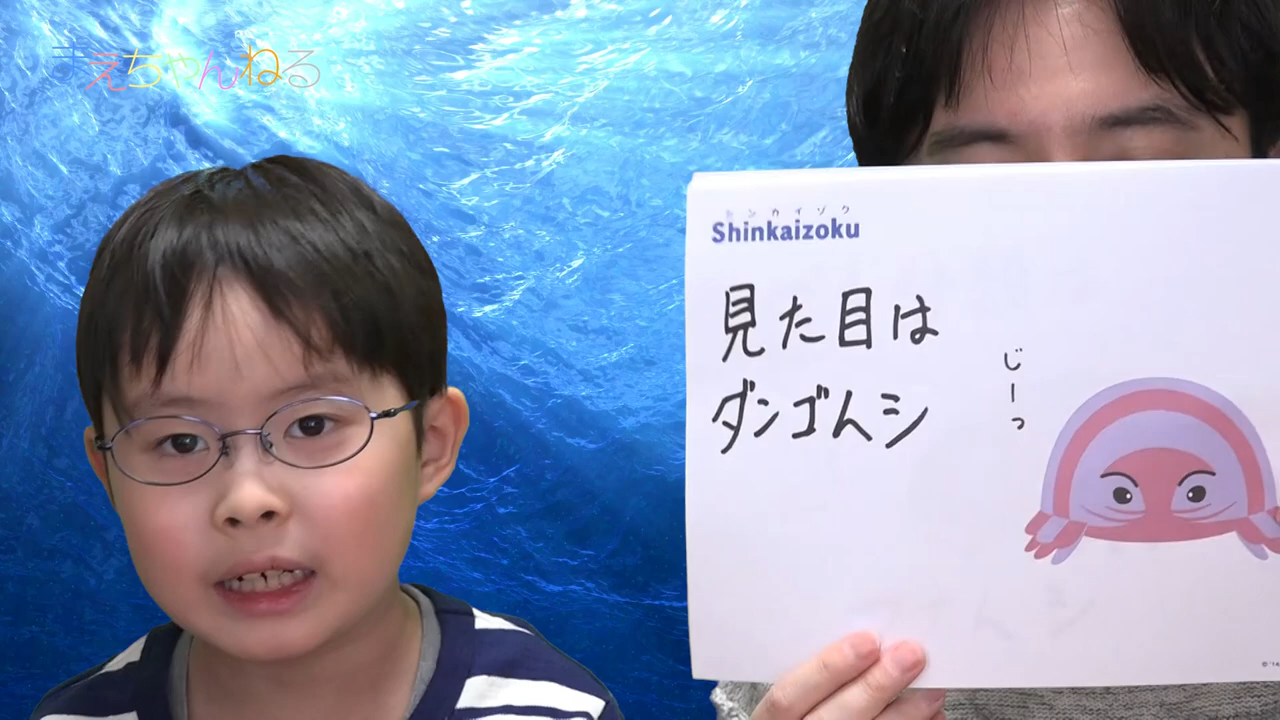 まえちゃんねる
シンカイゾク
Shinkaizoku
見た目は
ダンゴムシ
じーっ